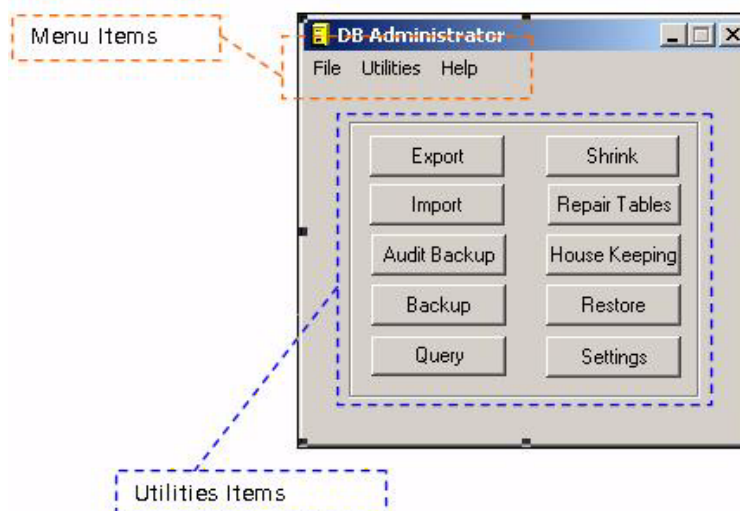 Menu Items
DB Administrator
File Utilities Help
Export Shrink
Import Repair Tables
Audit Backup House Keeping
Backup Restore
Query Settings
Utilities Items